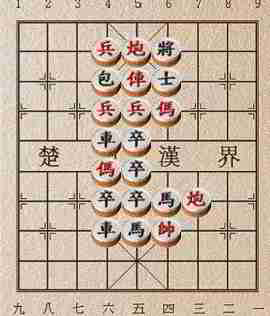 1 2 3 4 5 6 7 8 9
兵 炮 將
包 俥 士
兵 兵 傌
車 卒
楚 漢 界
傌 卒
卒 卒 馬 炮
車 馬 帥
九 八 七 六 五 四 三 二 一